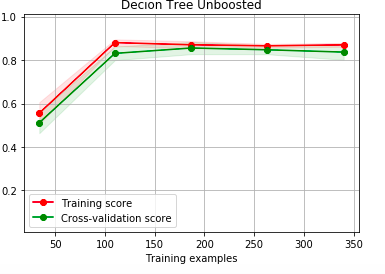 Decion Tree Unboosted
1.0
0.8
0.6
0.4
0.2
Training score
Cross-validation score
50 100 150 200 250 300 350
Training examples